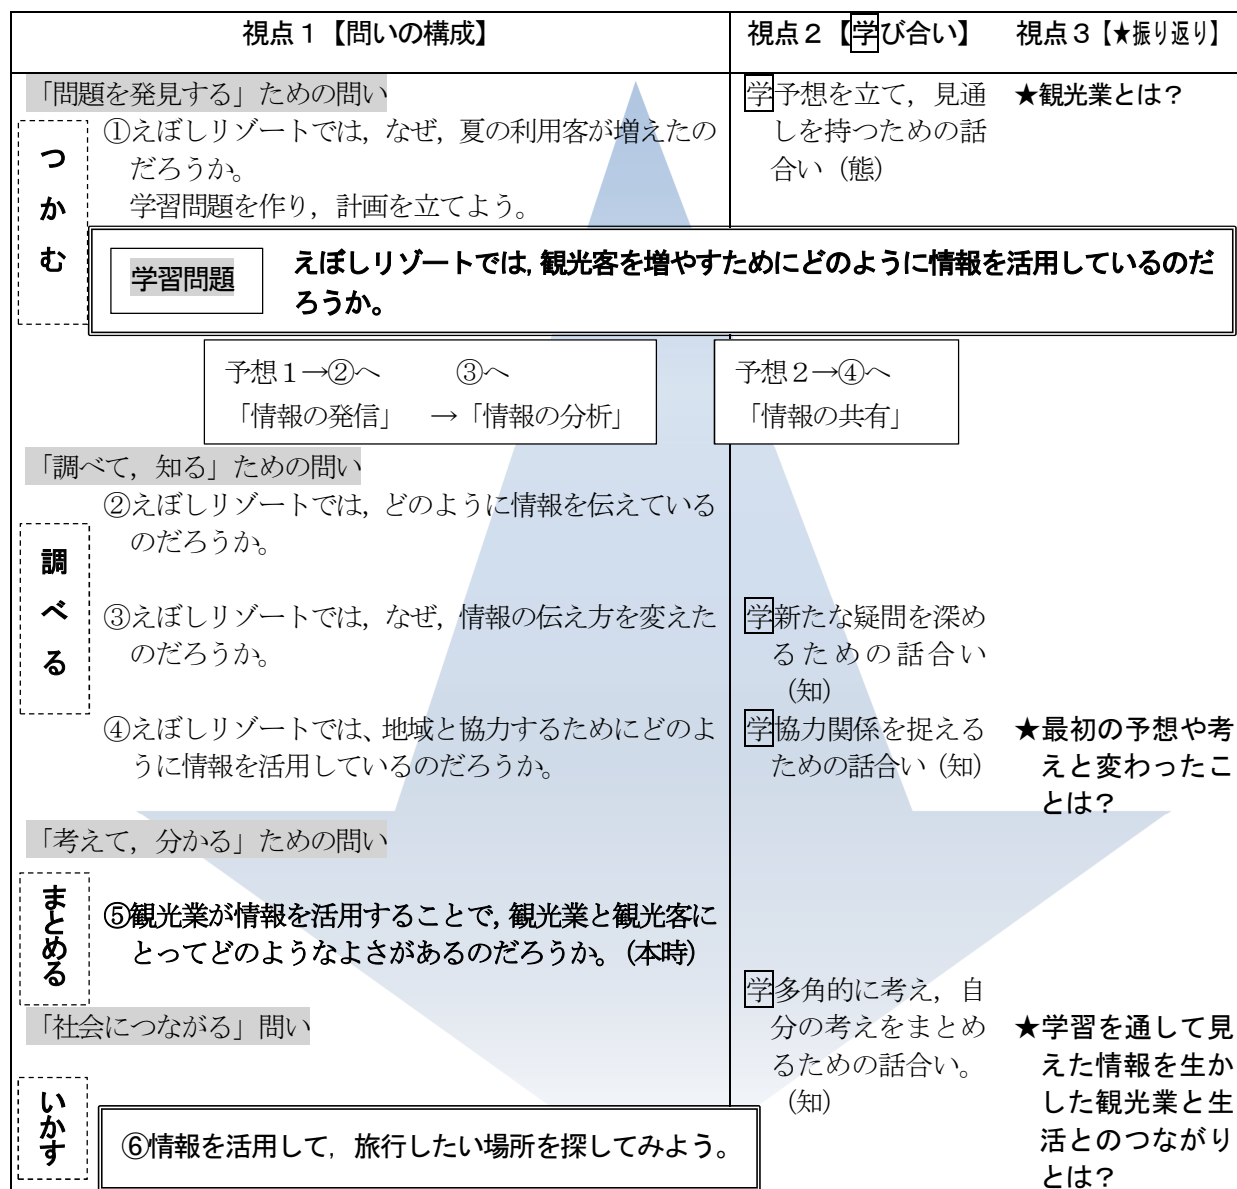 視点１【問いの構成】
視点２【学び合い】
視点３【★振り返り】
「問題を発見する」ための問い
つかむ
①えぼしリゾートでは，なぜ，夏の利用客が増えたの
だろうか。
学習問題を作り，計画を立てよう。
学予想を立て，見通
しを持つための話
合い（態）
★観光業とは？
学習問題
えぼしリゾートでは，観光客を増やすためにどのように情報を活用しているのだ
ろうか。
予想１→②へ　　③へ
「情報の発信」　→「情報の分析」
予想２→④へ
「情報の共有」
「調べて，知る」ための問い
調べる
②えぼしリゾートでは，どのように情報を伝えている
のだろうか。
③えぼしリゾートでは，なぜ，情報の伝え方を変えた
のだろうか。
学新たな疑問を深め
るための話合い
（知）
④えぼしリゾートでは、地域と協力するためにどのよ
うに情報を活用しているのだろうか。
学協力関係を捉える
ための話合い（知）
★最初の予想や考
えと変わったこ
とは？
「考えて，分かる」ための問い
まとめる
⑤観光業が情報を活用することで，観光業と観光客に
とってどのようなよさがあるのだろうか。（本時）
学多角的に考え，自
分の考えをまとめ
るための話合い。
（知）
「社会につながる」問い
★学習を通して見
えた情報を生か
した観光業と生
活とのつながり
とは？
いかす
⑥情報を活用して，旅行したい場所を探してみよう。